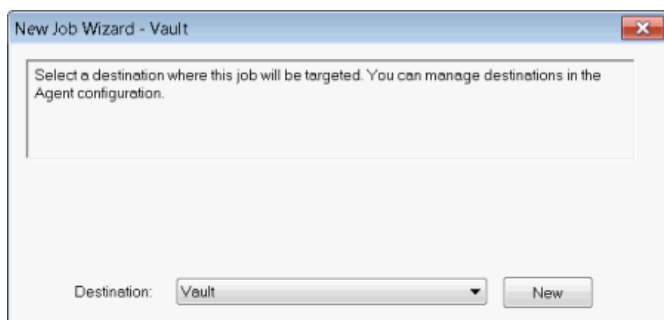 New Job Wizard - Vault
Select a destination where this job will be targeted. You can manage destinations in the
Agent configuration.
Destination: Vault New